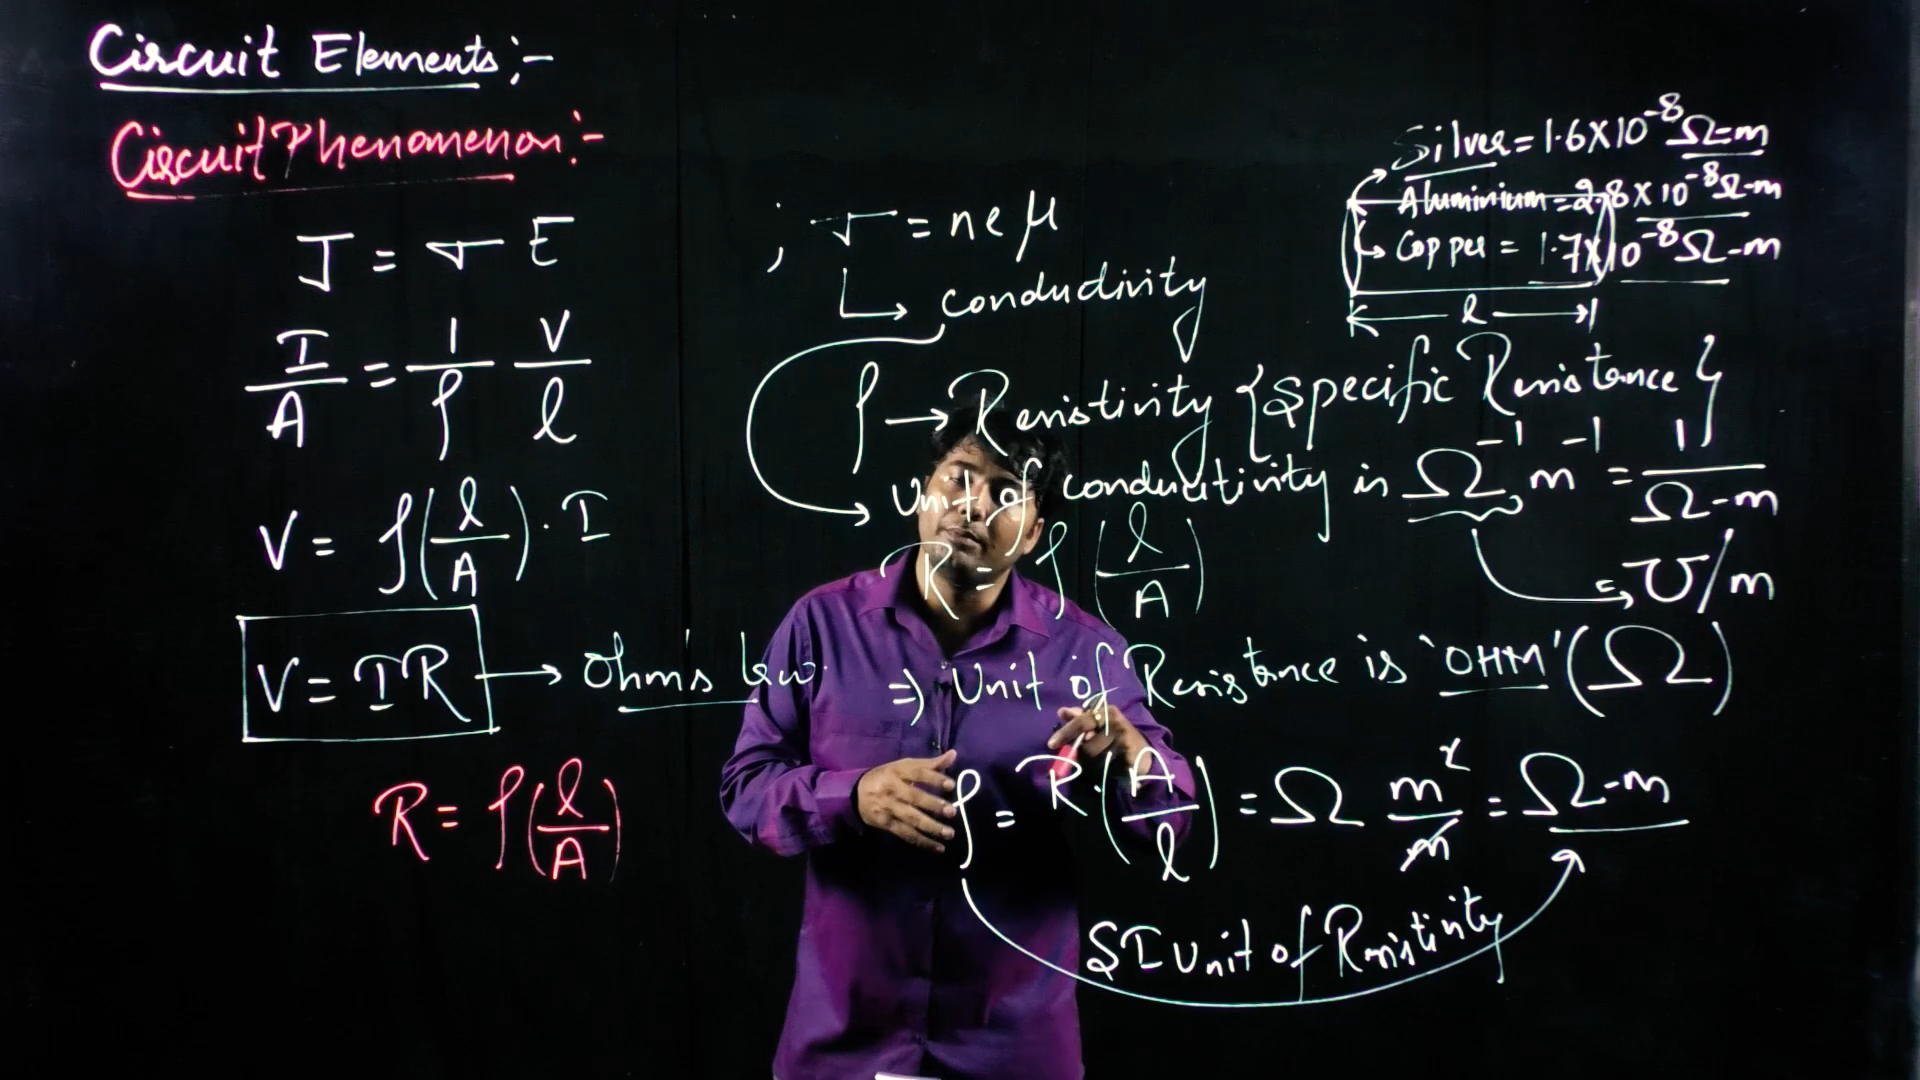 Circuit Elements:-
Circuit Phenomenon:-
J = σ E
; σ = neμ
conductivity
Silver = 1.6×10⁻⁸ Ω-m
Aluminium = 2.8×10⁻⁸ Ω-m
Copper = 1.7×10⁻⁸ Ω-m
l
I/A = 1/ρ V/l
ρ → Resistivity {Specific Resistance}
Unit of conductivity is Ω⁻¹, m⁻¹ = 1/Ω-m
= ℧/m
V = ρ(l/A)·I
R = ρ(l/A)
V = IR → Ohm's law
⇒ Unit of Resistance is 'OHM' (Ω)
R = ρ(l/A)
ρ = R·(A/l) = Ω m²/m = Ω-m
SI Unit of Resistivity